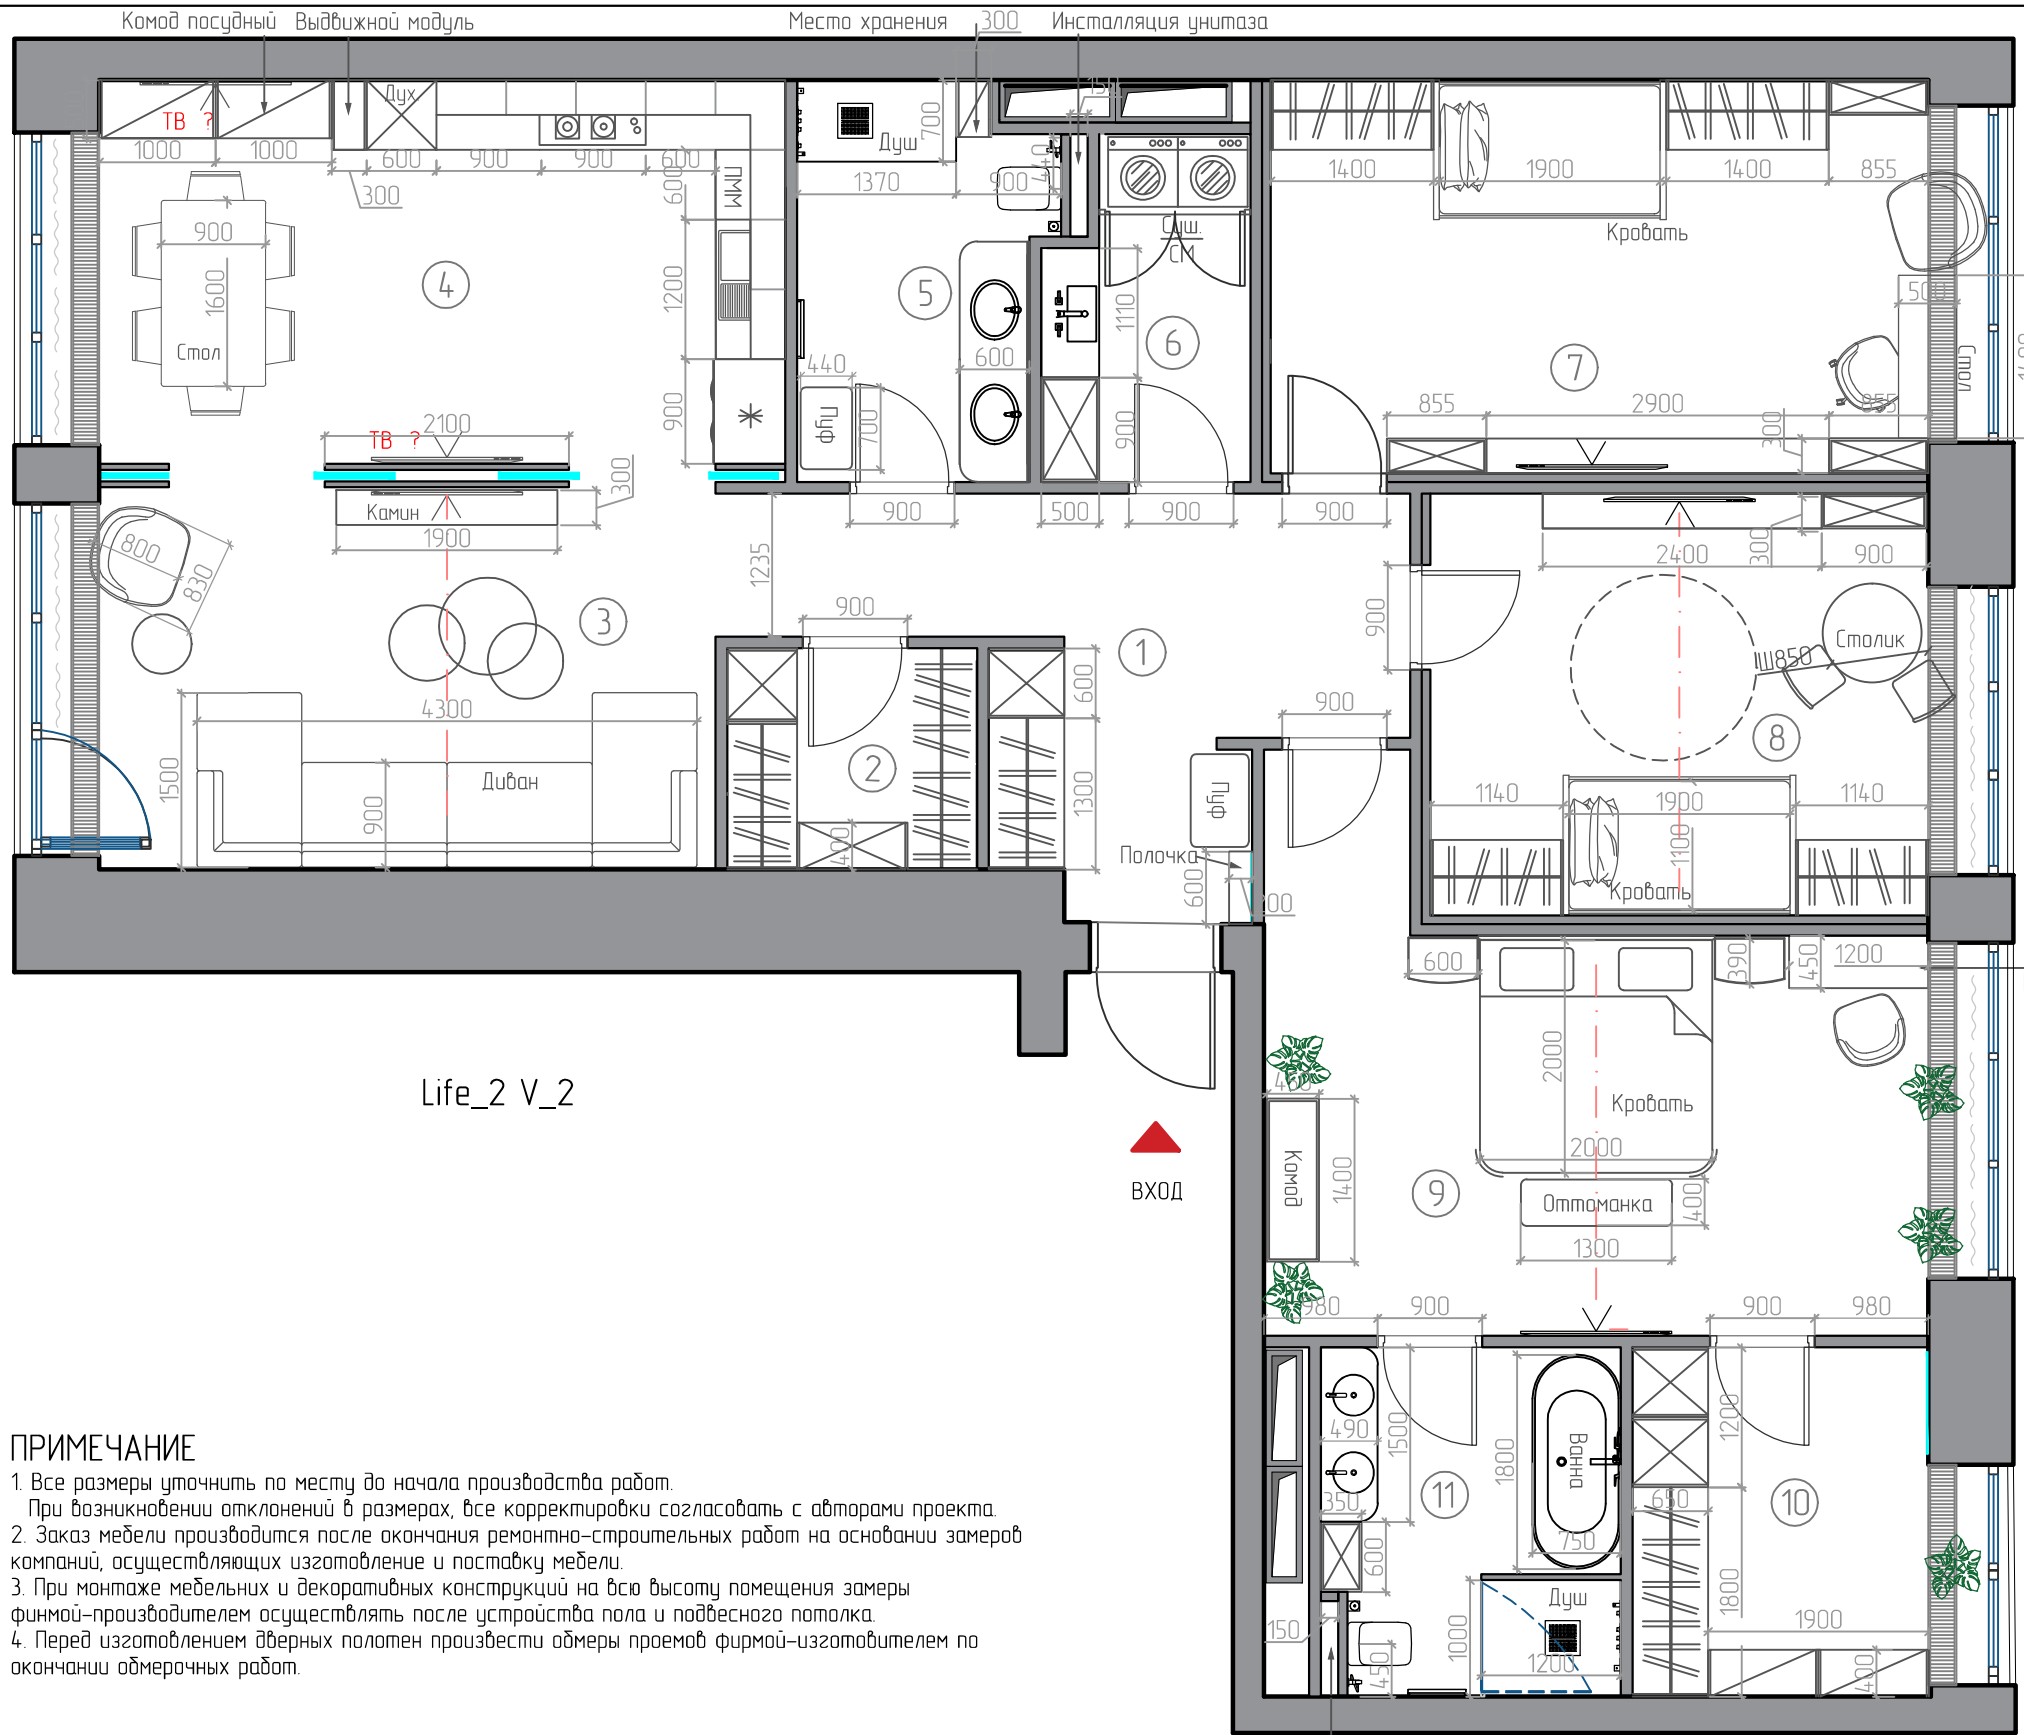 Комод посудный
Выдвижной модуль
Место хранения
300
Инсталляция унитаза
ТВ ?
Дух.
1000
1000
600
900
900
600
300
600
ПММ
1200
900
900
1600
Стол
4
2100
ТВ ?
Камин
1900
300
800
830
3
4300
1500
900
Диван
Душ
700
1370
900
440
5
440
700
Пуф
600
900
Суш.
СМ
1110
6
900
500
900
1400
1900
1400
855
Кровать
500
Стол
7
855
2900
855
300
900
1235
900
1
2
400
600
1300
900
Пуф
Полочка
600
900
2400
300
900
Столик
Ш850
8
1140
1900
1140
1100
Кровать
600
390
450
1200
2000
Кровать
2000
Оттоманка
400
1300
9
Комод
1400
980
900
900
980
490
1500
1800
Ванна
750
11
350
600
150
450
1000
Душ
1200
1200
650
1800
10
1900
400
Life_2 V_2
ВХОД
ПРИМЕЧАНИЕ
1. Все размеры уточнить по месту до начала производства работ.
При возникновении отклонений в размерах, все корректировки согласовать с авторами проекта.
2. Заказ мебели производится после окончания ремонтно-строительных работ на основании замеров
компаний, осуществляющих изготовление и поставку мебели.
3. При монтаже мебельних и декоративных конструкций на всю высоту помещения замеры
финмой-производителем осуществлять после устройства пола и подвесного потолка.
4. Перед изготовлением дверных полотен произвести обмеры проемов фирмой-изготовителем по
окончании обмерочных работ.